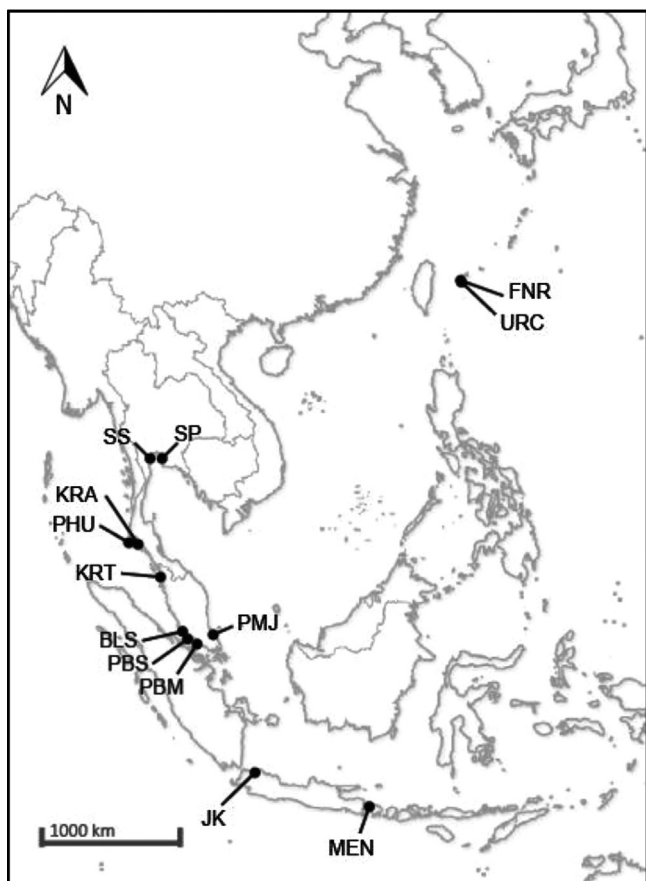 N
FNR
URC
SS
SP
KRA
PHU
KRT
BLS
PMJ
PBS
PBM
1000 km
JK
MEN